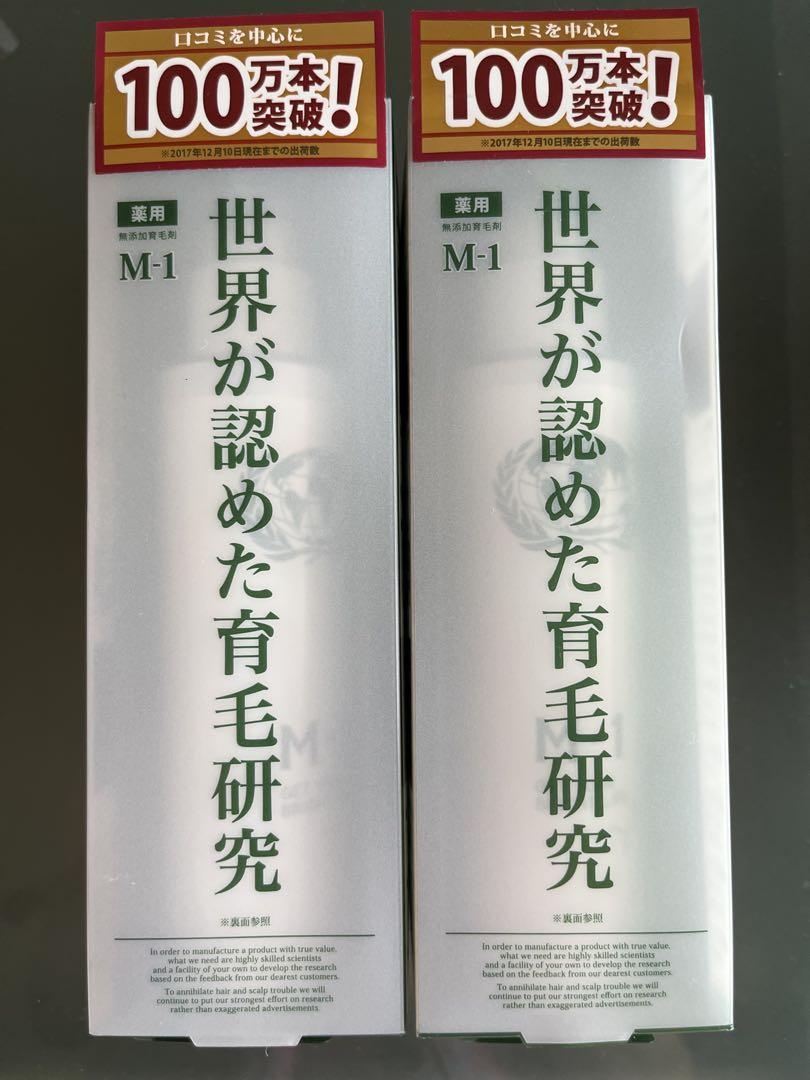 口コミを中心に
100万本突破!
※2017年12月10日現在までの出荷数
薬用
無添加育毛剤
M-1
世界が認めた育毛研究
※裏面参照
In order to manufacture a product with true value,
what we need are highly skilled scientists
and a facility of your own to develop the research
based on the feedback from our dearest customers.
To annihilate hair and scalp trouble we will
continue to put our strongest effort on research
rather than exaggerated advertisements.
口コミを中心に
100万本突破!
※2017年12月10日現在までの出荷数
薬用
無添加育毛剤
M-1
世界が認めた育毛研究
※裏面参照
In order to manufacture a product with true value,
what we need are highly skilled scientists
and a facility of your own to develop the research
based on the feedback from our dearest customers.
To annihilate hair and scalp trouble we will
continue to put our strongest effort on research
rather than exaggerated advertisements.